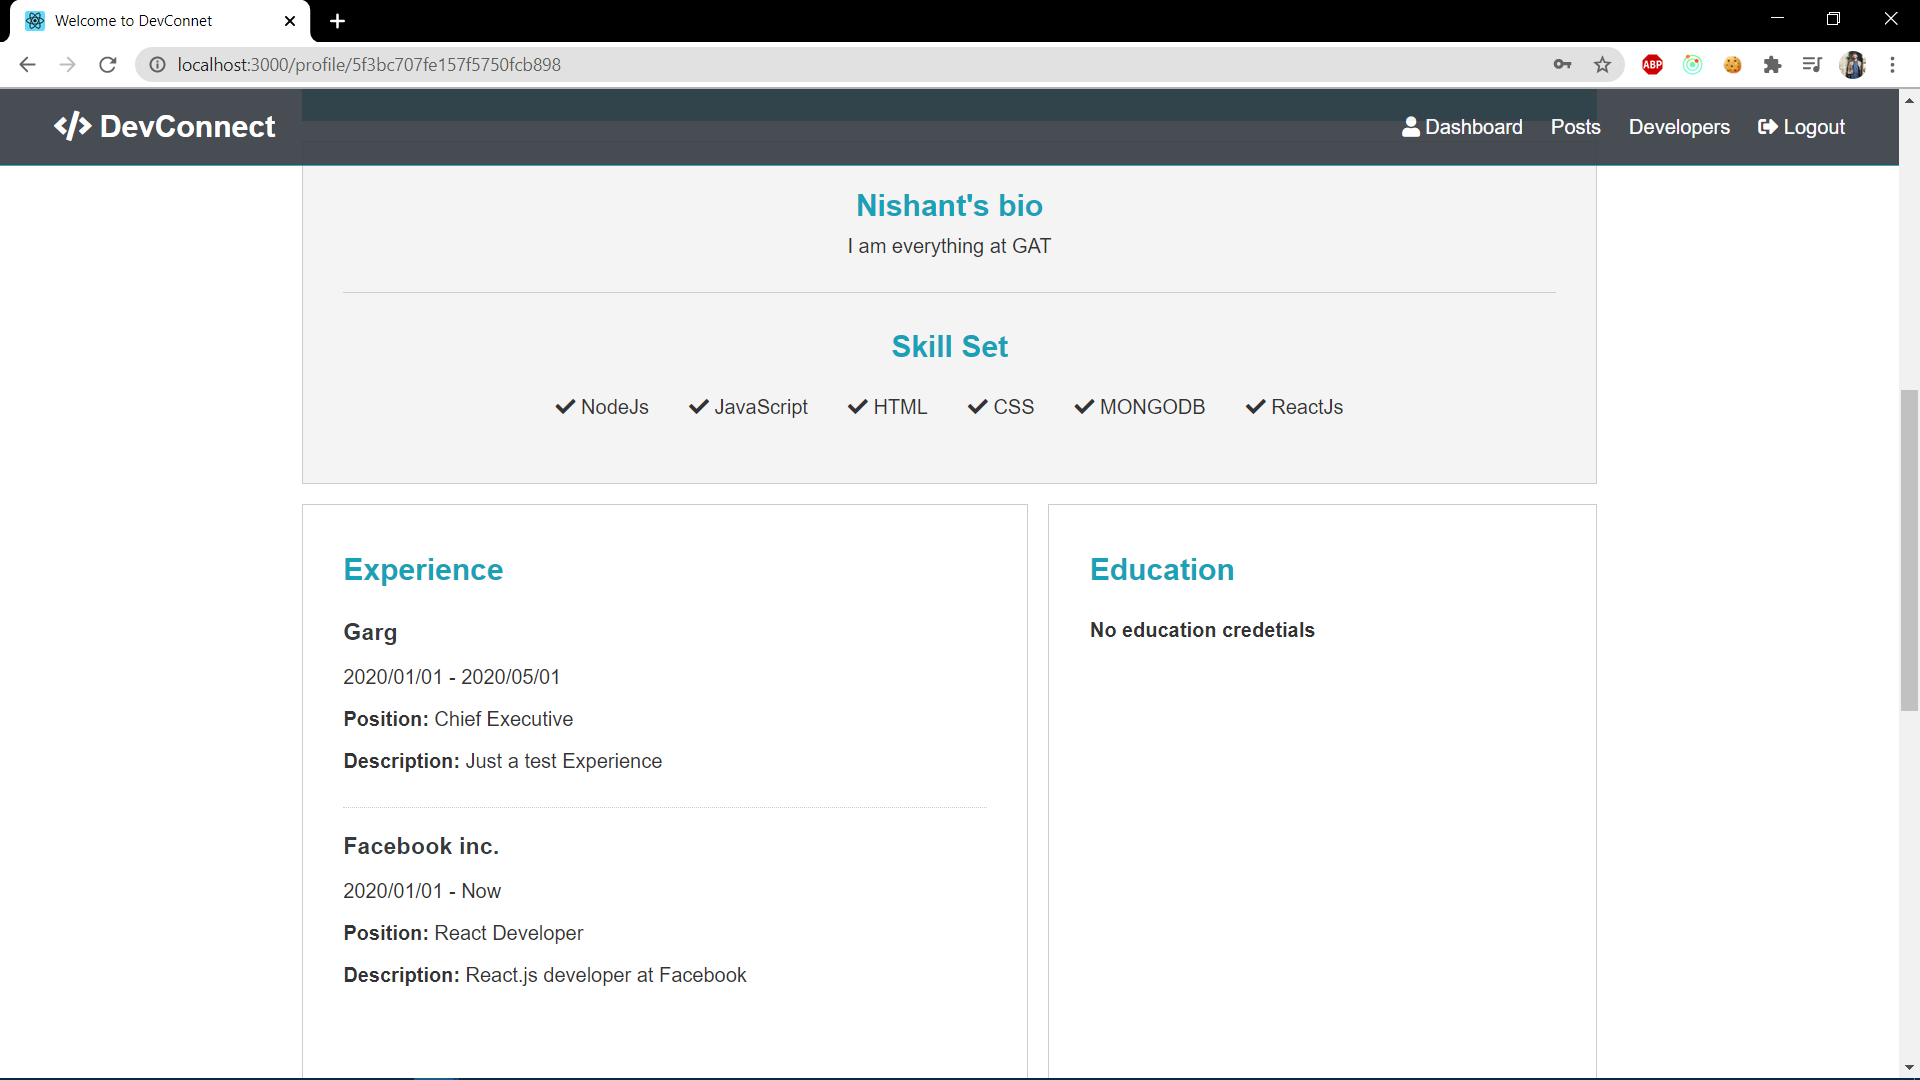 Welcome to DevConnet
localhost:3000/profile/5f3bc707fe157f5750fcb898
ABP
</> DevConnect
Dashboard Posts Developers Logout
Nishant's bio
I am everything at GAT
Skill Set
NodeJs JavaScript HTML CSS MONGODB ReactJs
Experience
Garg
2020/01/01 - 2020/05/01
Position: Chief Executive
Description: Just a test Experience
Facebook inc.
2020/01/01 - Now
Position: React Developer
Description: React.js developer at Facebook
Education
No education credetials